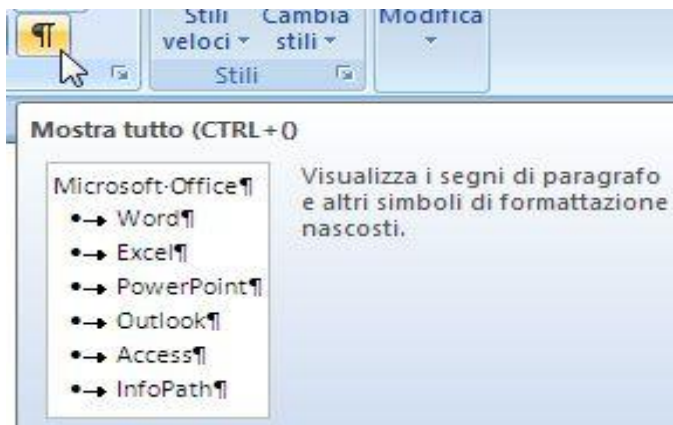 ¶
Stili Cambia Modifica
veloci stili
Stili
Mostra tutto (CTRL+()
Microsoft·Office¶
•→ Word¶
•→ Excel¶
•→ PowerPoint¶
•→ Outlook¶
•→ Access¶
•→ InfoPath¶
Visualizza i segni di paragrafo
e altri simboli di formattazione
nascosti.